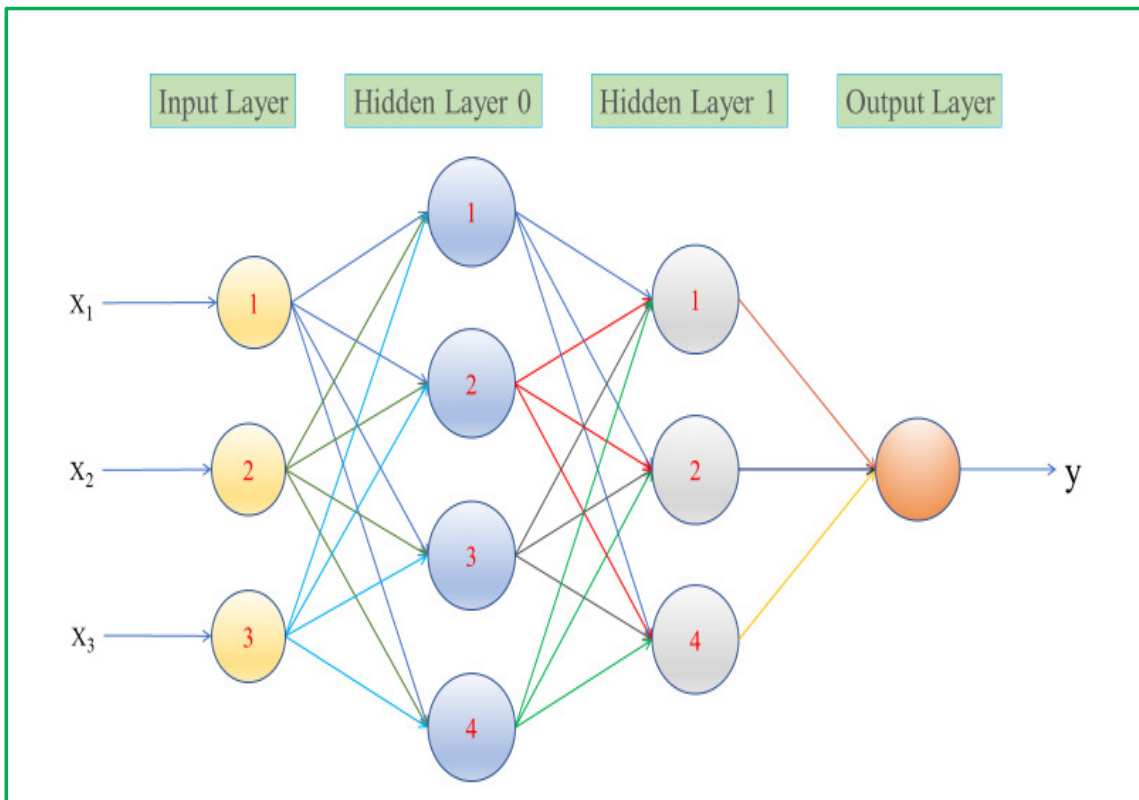 Input Layer
Hidden Layer 0
Hidden Layer 1
Output Layer
1
1
1
X₁
2
2
2
X₂
y
3
3
4
X₃
4